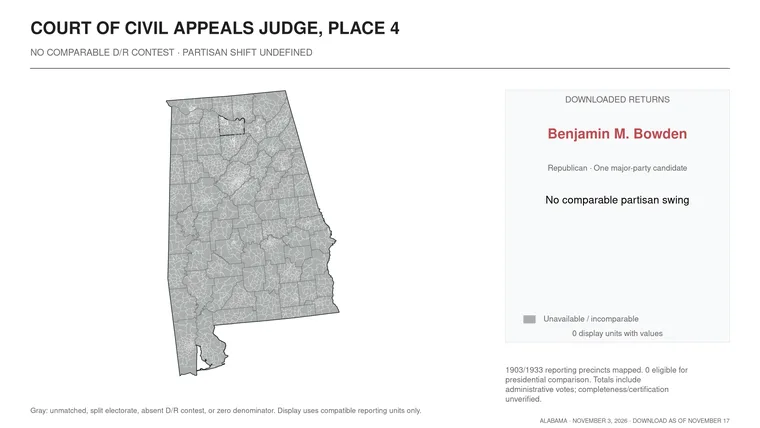 COURT OF CIVIL APPEALS JUDGE, PLACE 4
NO COMPARABLE D/R CONTEST · PARTISAN SHIFT UNDEFINED
DOWNLOADED RETURNS
Benjamin M. Bowden
Republican · One major-party candidate
No comparable partisan swing
Unavailable / incomparable
0 display units with values
1903/1933 reporting precincts mapped. 0 eligible for
presidential comparison. Totals include
administrative votes; completeness/certification
unverified.
Gray: unmatched, split electorate, absent D/R contest, or zero denominator. Display uses compatible reporting units only.
ALABAMA · NOVEMBER 3, 2026 · DOWNLOAD AS OF NOVEMBER 17